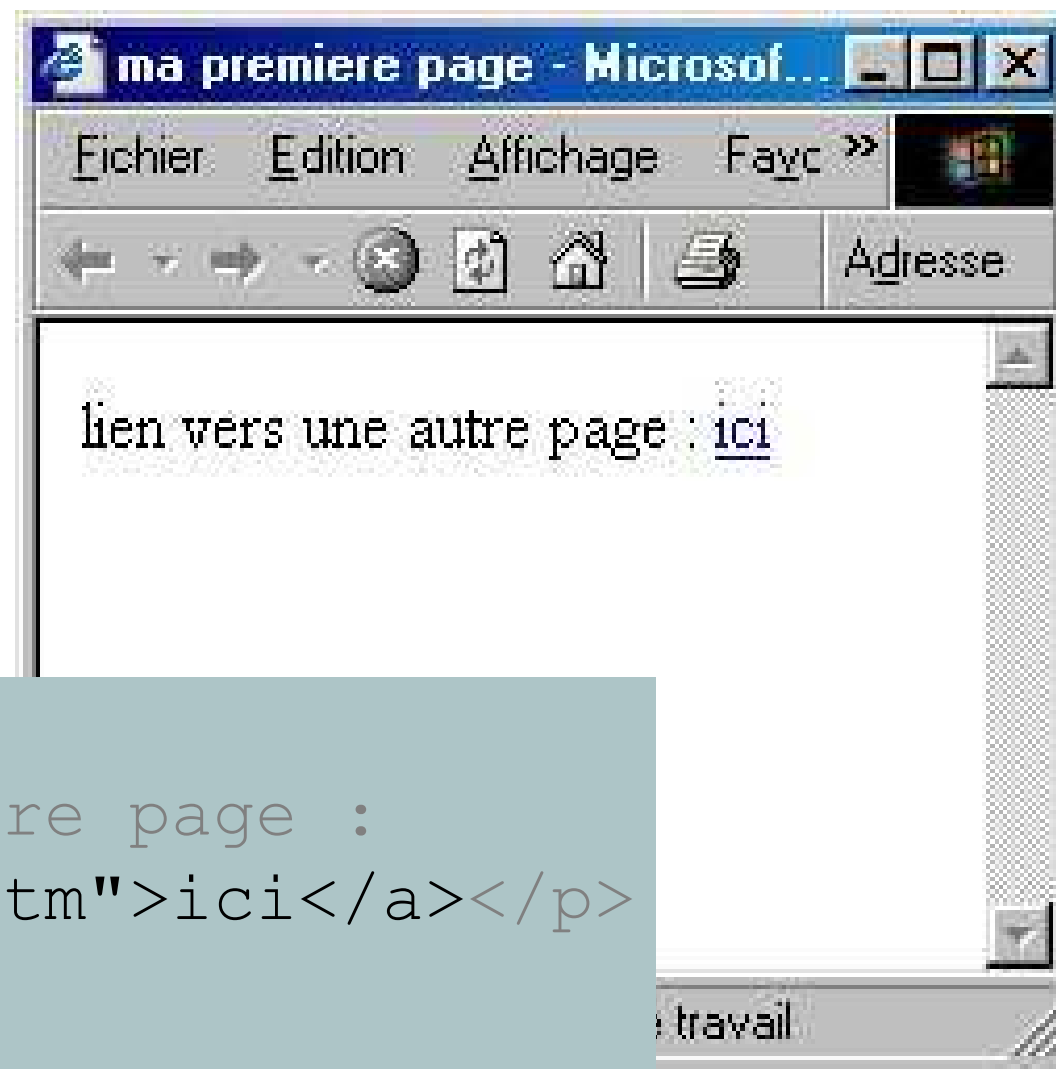 ma premiere page - Microsof...
Fichier Edition Affichage Favc »
Adresse
lien vers une autre page : ici
re page :
tm">ici</a></p>
travail